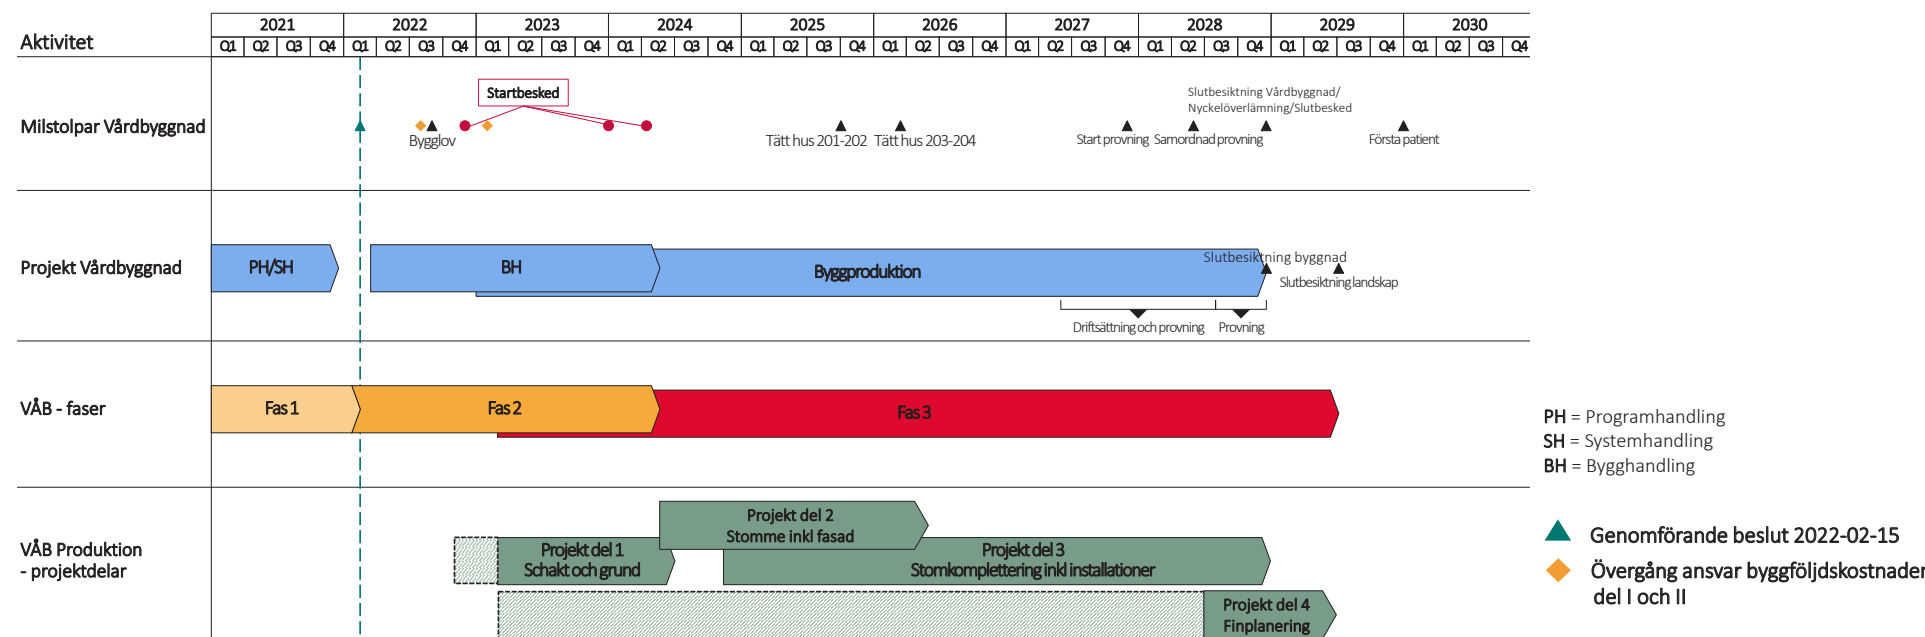 Aktivitet
2021 2022 2023 2024 2025 2026 2027 2028 2029 2030
Q1 Q2 Q3 Q4 Q1 Q2 Q3 Q4 Q1 Q2 Q3 Q4 Q1 Q2 Q3 Q4 Q1 Q2 Q3 Q4 Q1 Q2 Q3 Q4 Q1 Q2 Q3 Q4 Q1 Q2 Q3 Q4 Q1 Q2 Q3 Q4 Q1 Q2 Q3 Q4
Milstolpar Vårdbyggnad
Startbesked
Bygglov
Tätt hus 201-202
Tätt hus 203-204
Start provning
Samordnad provning
Slutbesiktning Vårdbyggnad/
Nyckelöverlämning/Slutbesked
Första patient
Projekt Vårdbyggnad
PH/SH
BH
Byggproduktion
Slutbesiktning byggnad
Slutbesiktning landskap
Driftsättning och provning
Provning
VÅB - faser
Fas 1
Fas 2
Fas 3
VÅB Produktion
- projektdelar
Projekt del 1
Schakt och grund
Projekt del 2
Stomme inkl fasad
Projekt del 3
Stomkomplettering inkl installationer
Projekt del 4
Finplanering
PH = Programhandling
SH = Systemhandling
BH = Bygghandling
Genomförande beslut 2022-02-15
Övergång ansvar byggföljdskostnader
del I och II